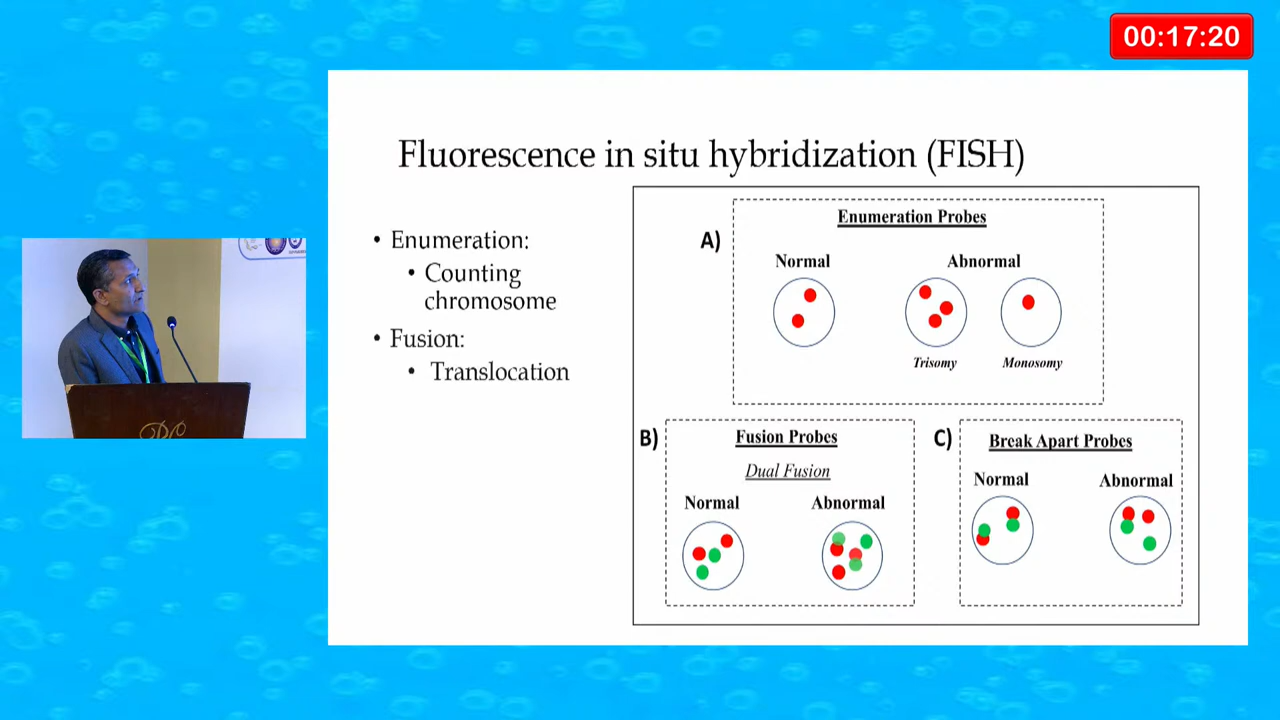 00:17:20
Fluorescence in situ hybridization (FISH)
• Enumeration:
• Counting
chromosome
• Fusion:
• Translocation
A)
Enumeration Probes
Normal
Abnormal
Trisomy
Monosomy
B)
Fusion Probes
Dual Fusion
Normal
Abnormal
C)
Break Apart Probes
Normal
Abnormal